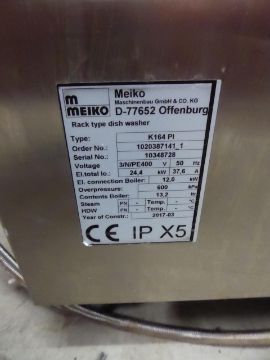 m Meiko
MEIKO Maschinenbau GmbH & CO. KG
D-77652 Offenburg
Rack type dish washer
Type: K164 PI
Order No.: 1020387141_1
Serial No.: 10348728
Voltage 3/N/PE400 V 50 Hz
El.total Io.: 24,4 kW 37,6 A
El. connection Boiler: 12,0 kW
Overpressure: 600 kPa
Contents Boiler: 13,2 l
Steam PN - Temp. - °C
HDW PN - Temp. - °C
Year of Constr.: 2017-03
CE IP X5